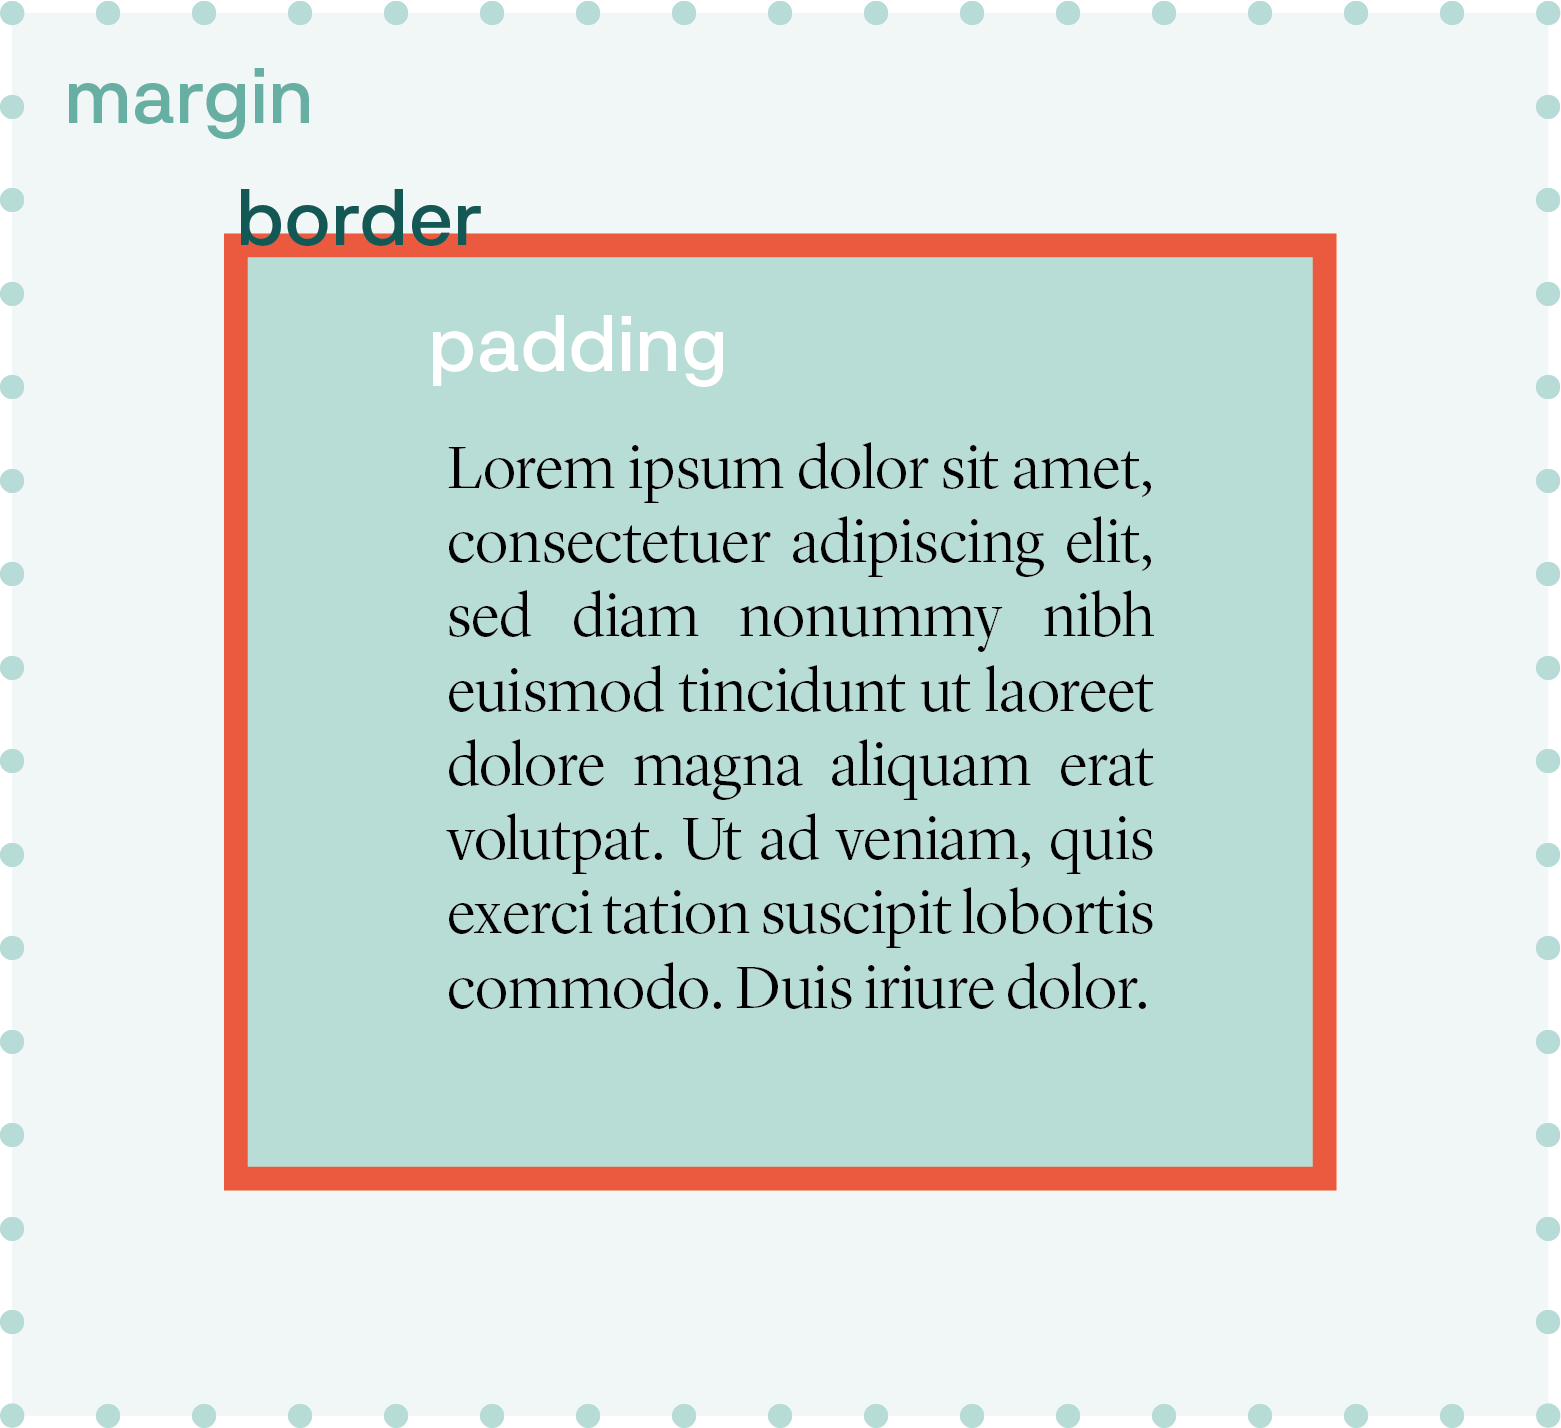 margin
border
padding
Lorem ipsum dolor sit amet,
consectetuer adipiscing elit,
sed diam nonummy nibh
euismod tincidunt ut laoreet
dolore magna aliquam erat
volutpat. Ut ad veniam, quis
exerci tation suscipit lobortis
commodo. Duis iriure dolor.